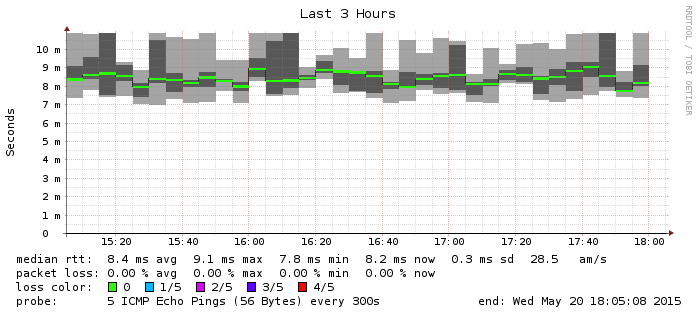 Last 3 Hours
RRDTOOL / TOBI OETIKER
Seconds
10 m
9 m
8 m
7 m
6 m
5 m
4 m
3 m
2 m
1 m
0
15:20 15:40 16:00 16:20 16:40 17:00 17:20 17:40 18:00
median rtt: 8.4 ms avg 9.1 ms max 7.8 ms min 8.2 ms now 0.3 ms sd 28.5 am/s
packet loss: 0.00 % avg 0.00 % max 0.00 % min 0.00 % now
loss color: 0 1/5 2/5 3/5 4/5
probe: 5 ICMP Echo Pings (56 Bytes) every 300s end: Wed May 20 18:05:08 2015